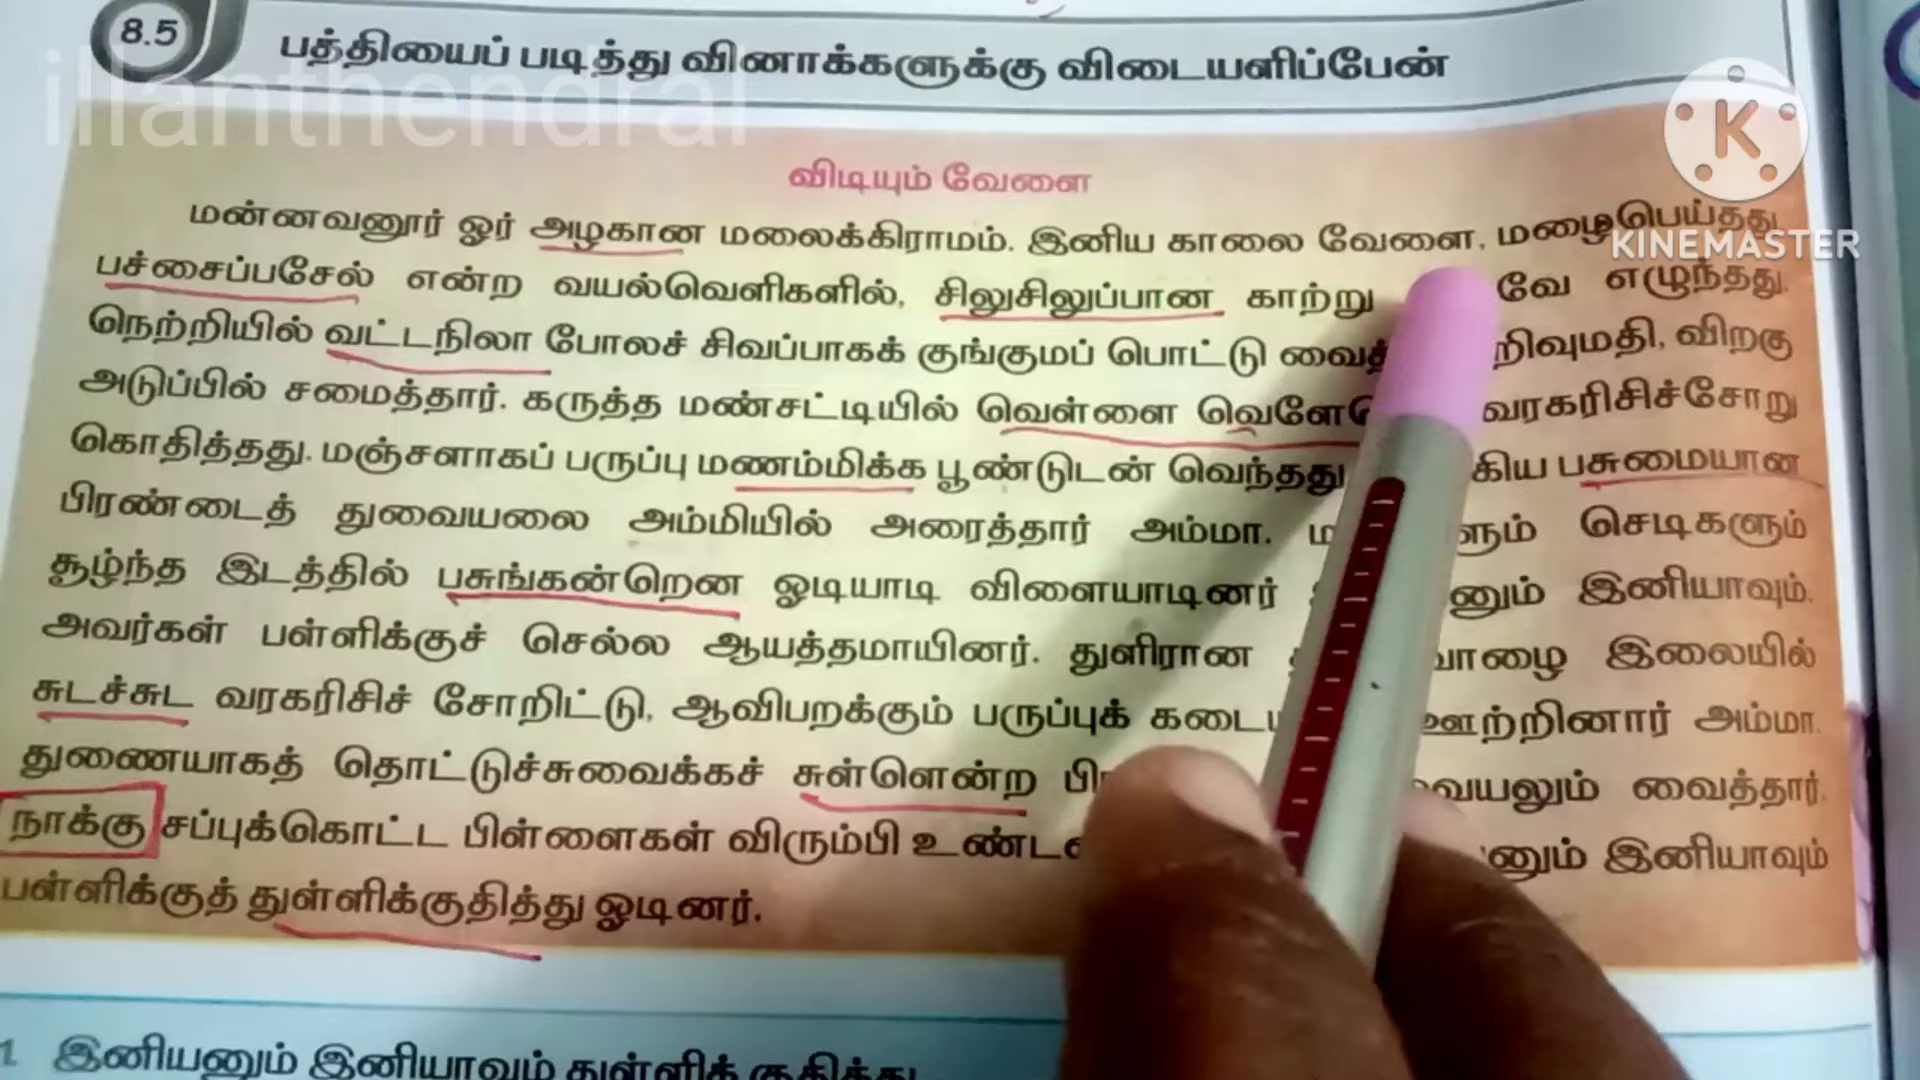 8.5 பத்தியைப் படித்து வினாக்களுக்கு விடையளிப்பேன்
illanthendral
K
KINEMASTER
விடியும் வேளை
மன்னவனூர் ஓர் அழகான மலைக்கிராமம். இனிய காலை வேளை, மழைபெய்தது
பச்சைப்பசேல் என்ற வயல்வெளிகளில், சிலுசிலுப்பான காற்று வே எழுந்தது.
நெற்றியில் வட்டநிலா போலச் சிவப்பாகக் குங்குமப் பொட்டு றிவுமதி, விறகு
அடுப்பில் சமைத்தார். கருத்த மண்சட்டியில் வெள்ளை வரகரிசிச்சோறு
கொதித்தது. மஞ்சளாகப் பருப்பு மணம்மிக்க பூண்டுடன் வெந்தது கிய பசுமையான
பிரண்டைத் துவையலை அம்மியில் அரைத்தார் அம்மா. ளும் செடிகளும்
சூழ்ந்த இடத்தில் பசுங்கன்றென ஓடியாடி விளையாடினர் னும் இனியாவும்.
அவர்கள் பள்ளிக்குச் செல்ல ஆயத்தமாயினர். துளிரான வாழை இலையில்
சுடச்சுட வரகரிசிச் சோறிட்டு, ஆவிபறக்கும் பருப்புக் ஊற்றினார் அம்மா.
துணையாகத் தொட்டுச்சுவைக்கச் சுள்ளென்ற வையலும் வைத்தார்.
நாக்கு சப்புக்கொட்ட பிள்ளைகள் விரும்பி னும் இனியாவும்
பள்ளிக்குத் துள்ளிக்குதித்து ஓடினர்.
1 இனியனும் இனியாவும் துள்ளிக் குதித்து